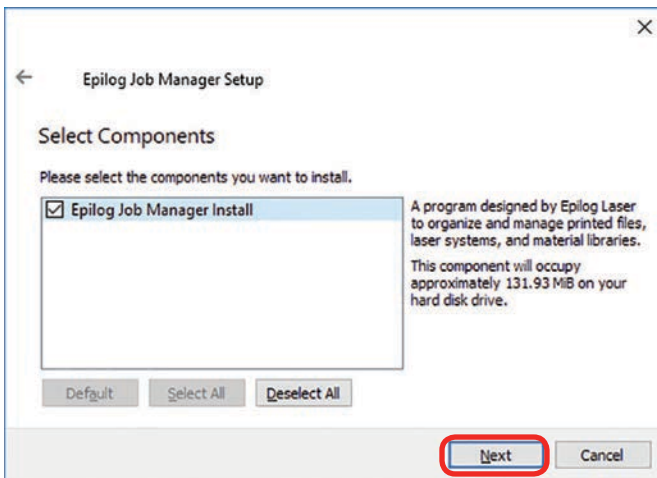 Epilog Job Manager Setup
Select Components
Please select the components you want to install.
Epilog Job Manager Install
A program designed by Epilog Laser
to organize and manage printed files,
laser systems, and material libraries.
This component will occupy
approximately 131.93 MiB on your
hard disk drive.
Default Select All Deselect All
Next Cancel